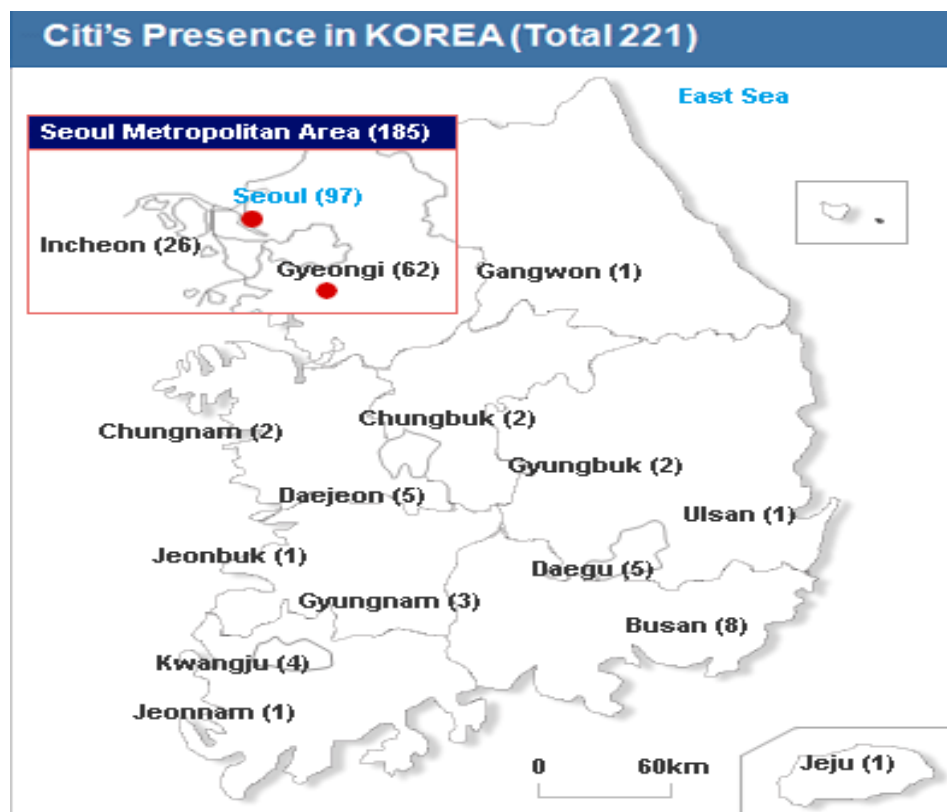 Citi's Presence in KOREA (Total 221)
East Sea
Seoul Metropolitan Area (185)
Seoul (97)
Incheon (26)
Gyeongi (62)
Gangwon (1)
Chungbuk (2)
Chungnam (2)
Gyungbuk (2)
Daejeon (5)
Ulsan (1)
Jeonbuk (1)
Daegu (5)
Gyungnam (3)
Busan (8)
Kwangju (4)
Jeonnam (1)
Jeju (1)
0 60km